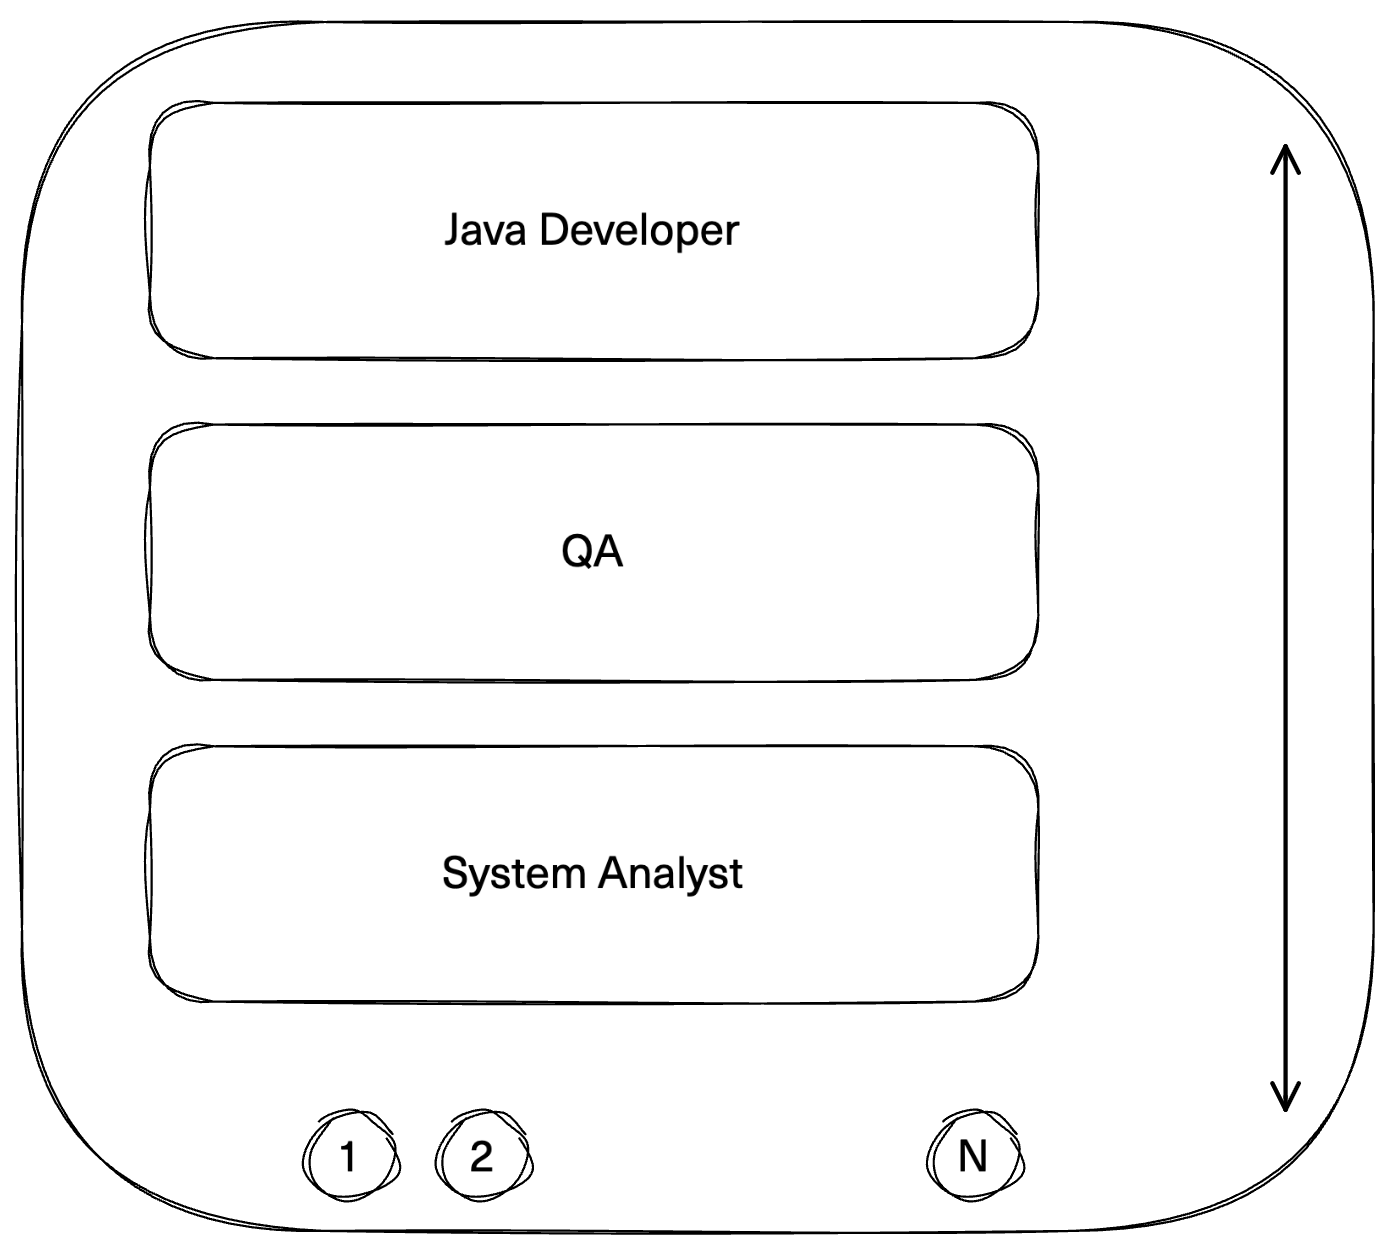 Java Developer
QA
System Analyst
1 2 N